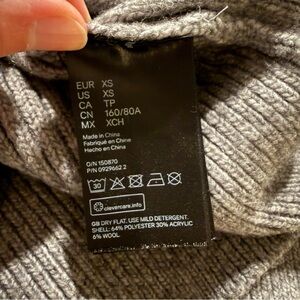 EUR XS
US XS
CA TP
CN 160/80A
MX XCH
Made in China
Fabriqué en Chine
Hecho en China
O/N 150870
P/N 0929662 2
30
clevercare.info
GB DRY FLAT. USE MILD DETERGENT.
SHELL: 64% POLYESTER 30% ACRYLIC
6% WOOL